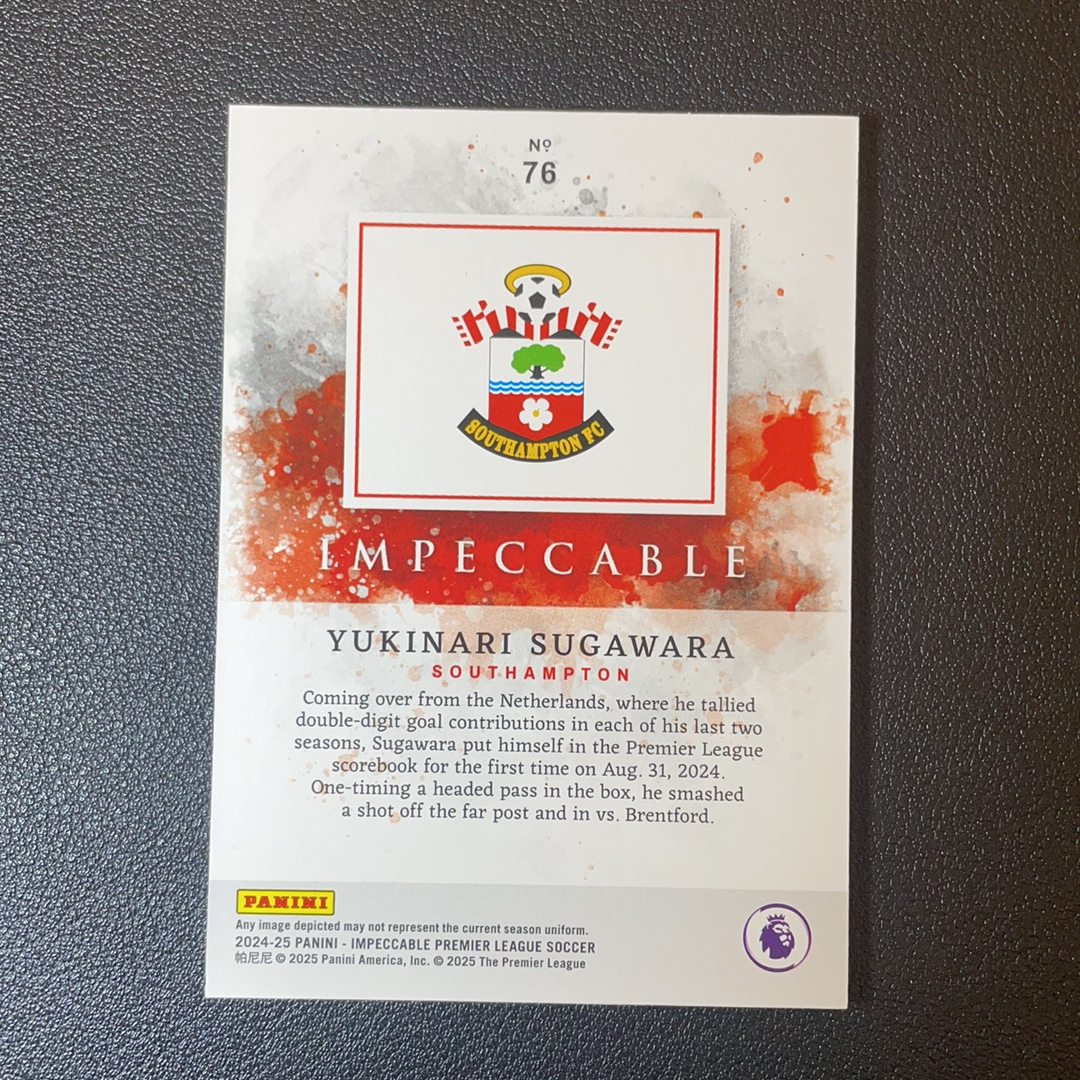 Nº
76
SOUTHAMPTON FC
IMPECCABLE
YUKINARI SUGAWARA
SOUTHAMPTON
Coming over from the Netherlands, where he tallied
double-digit goal contributions in each of his last two
seasons, Sugawara put himself in the Premier League
scorebook for the first time on Aug. 31, 2024.
One-timing a headed pass in the box, he smashed
a shot off the far post and in vs. Brentford.
PANINI
Any image depicted may not represent the current season uniform.
2024-25 PANINI - IMPECCABLE PREMIER LEAGUE SOCCER
帕尼尼 © 2025 Panini America, Inc. © 2025 The Premier League